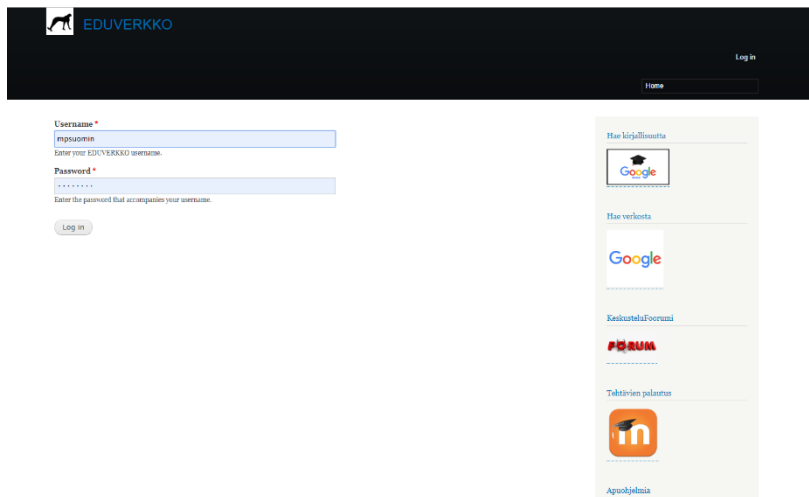 EDUVERKKO
Log in
Home
Username *
mpsuomin
Enter your EDUVERKKO username.
Password *
........
Enter the password that accompanies your username.
Log in
Hae kirjallisuutta
Google
Hae verkosta
Google
KeskusteluFoorumi
FORUM
Tehtävien palautus
m
Apuohjelmia